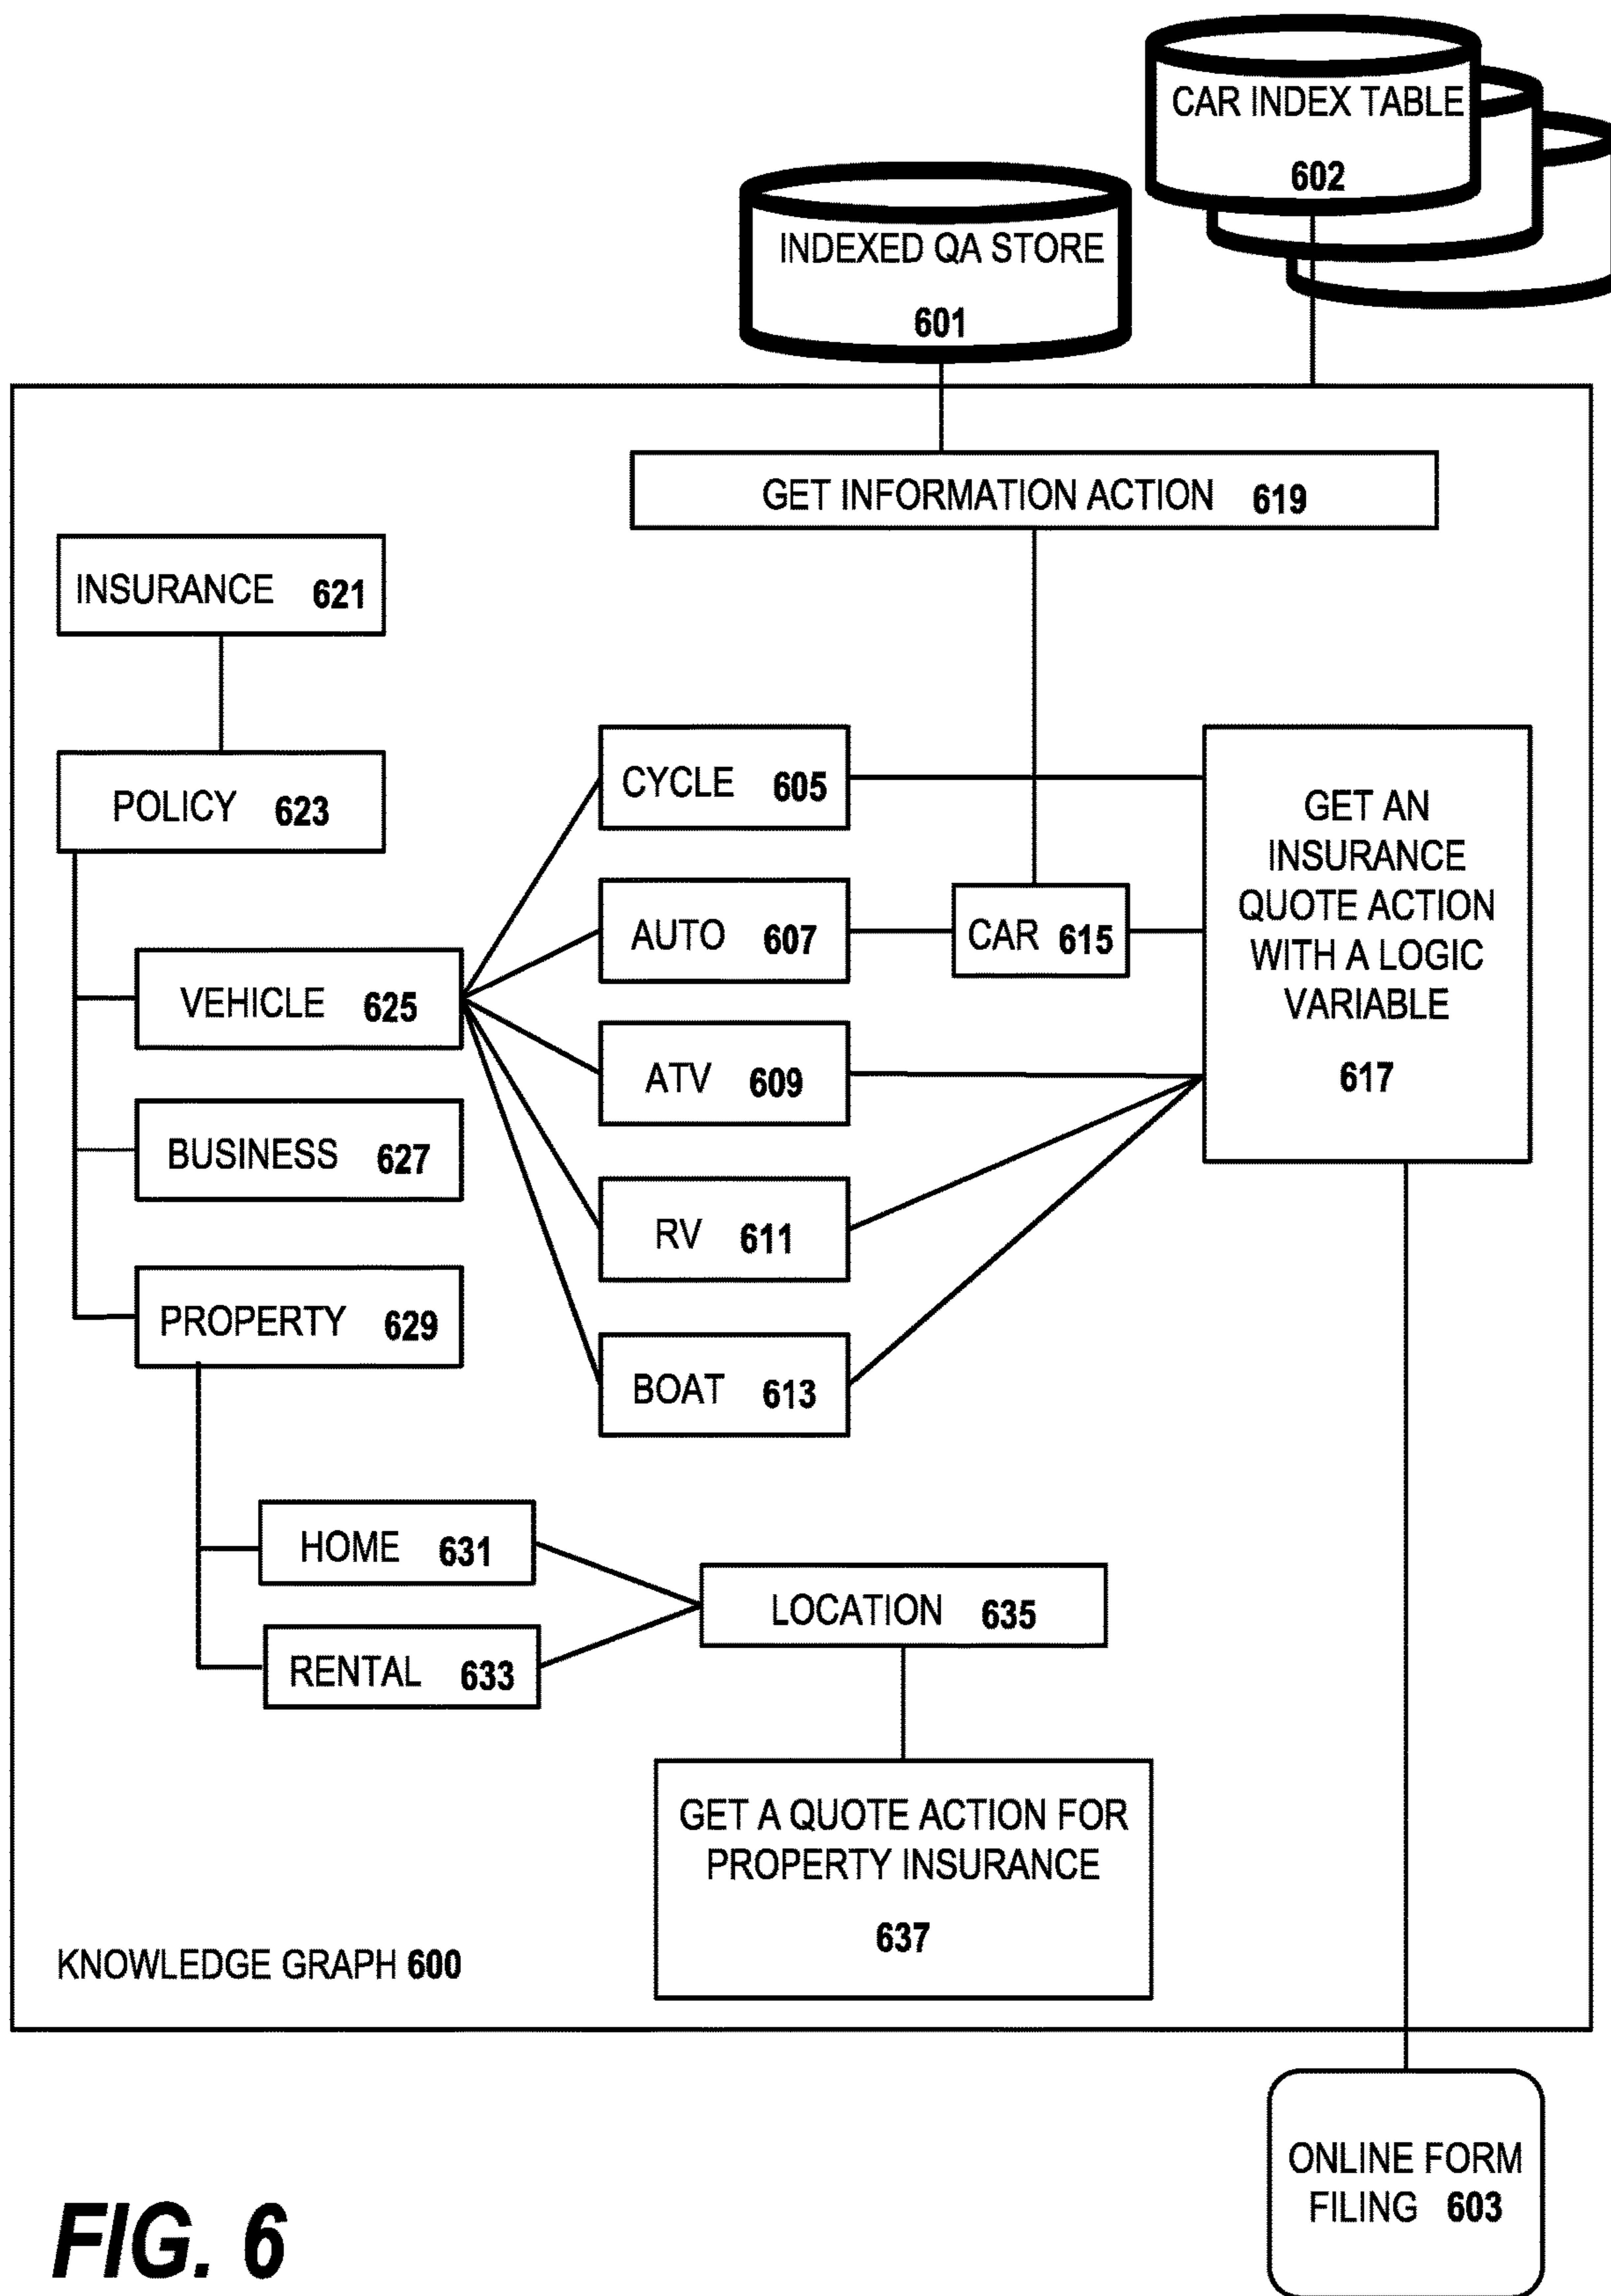 CAR INDEX TABLE
602
INDEXED QA STORE
601
GET INFORMATION ACTION 619
INSURANCE 621
POLICY 623
CYCLE 605
GET AN
INSURANCE
QUOTE ACTION
WITH A LOGIC
VARIABLE
617
AUTO 607
CAR 615
VEHICLE 625
ATV 609
BUSINESS 627
RV 611
PROPERTY 629
BOAT 613
HOME 631
LOCATION 635
RENTAL 633
GET A QUOTE ACTION FOR
PROPERTY INSURANCE
637
KNOWLEDGE GRAPH 600
ONLINE FORM
FILING 603
FIG. 6